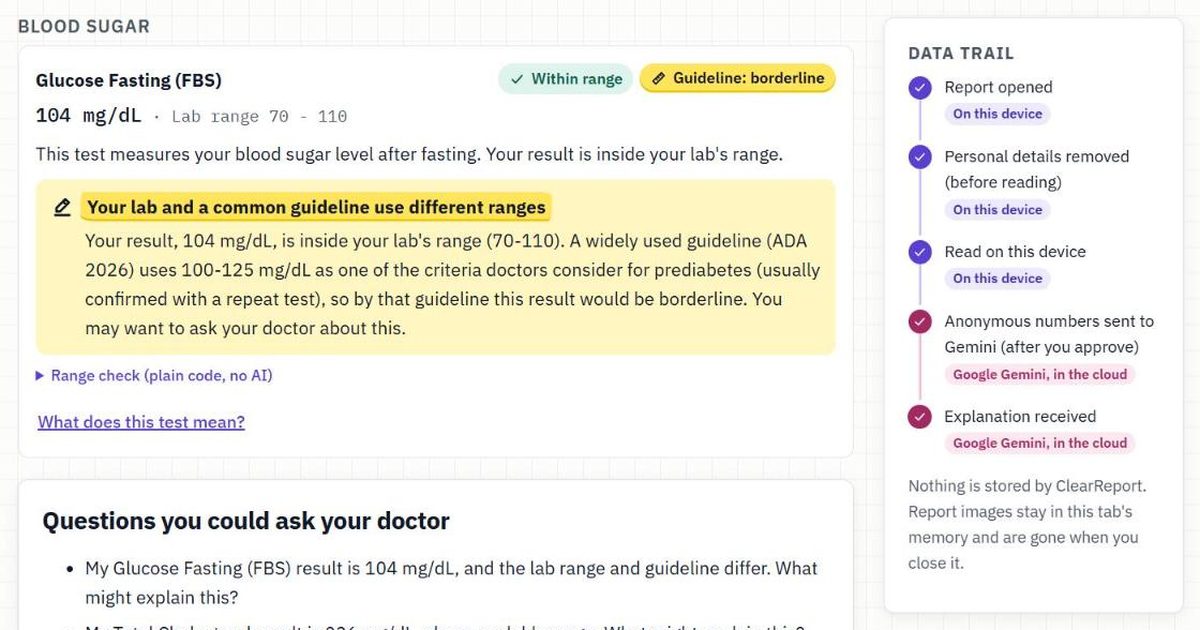 BLOOD SUGAR
Glucose Fasting (FBS)
Within range
Guideline: borderline
104 mg/dL · Lab range 70 - 110
This test measures your blood sugar level after fasting. Your result is inside your lab's range.
Your lab and a common guideline use different ranges
Your result, 104 mg/dL, is inside your lab's range (70-110). A widely used guideline (ADA
2026) uses 100-125 mg/dL as one of the criteria doctors consider for prediabetes (usually
confirmed with a repeat test), so by that guideline this result would be borderline. You
may want to ask your doctor about this.
Range check (plain code, no AI)
What does this test mean?
Questions you could ask your doctor
My Glucose Fasting (FBS) result is 104 mg/dL, and the lab range and guideline differ. What
might explain this?
DATA TRAIL
Report opened
On this device
Personal details removed
(before reading)
On this device
Read on this device
On this device
Anonymous numbers sent to
Gemini (after you approve)
Google Gemini, in the cloud
Explanation received
Google Gemini, in the cloud
Nothing is stored by ClearReport.
Report images stay in this tab's
memory and are gone when you
close it.